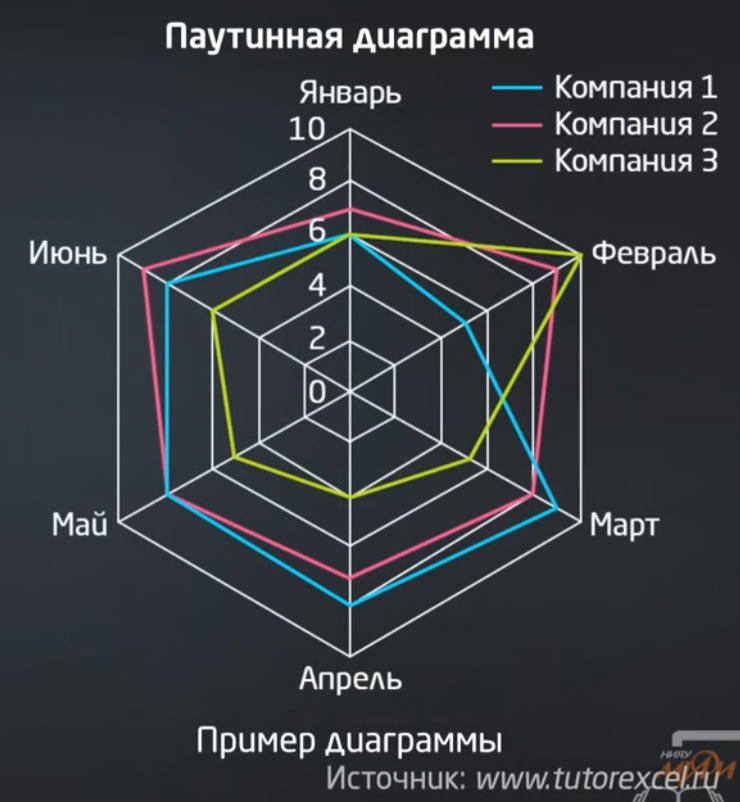 Паутинная диаграмма
Январь
Компания 1
Компания 2
Компания 3
10
8
6
4
2
0
Июнь
Февраль
Май
Март
Апрель
Пример диаграммы
НИЯУ
МИФИ
Источник: www.tutorexcel.ru